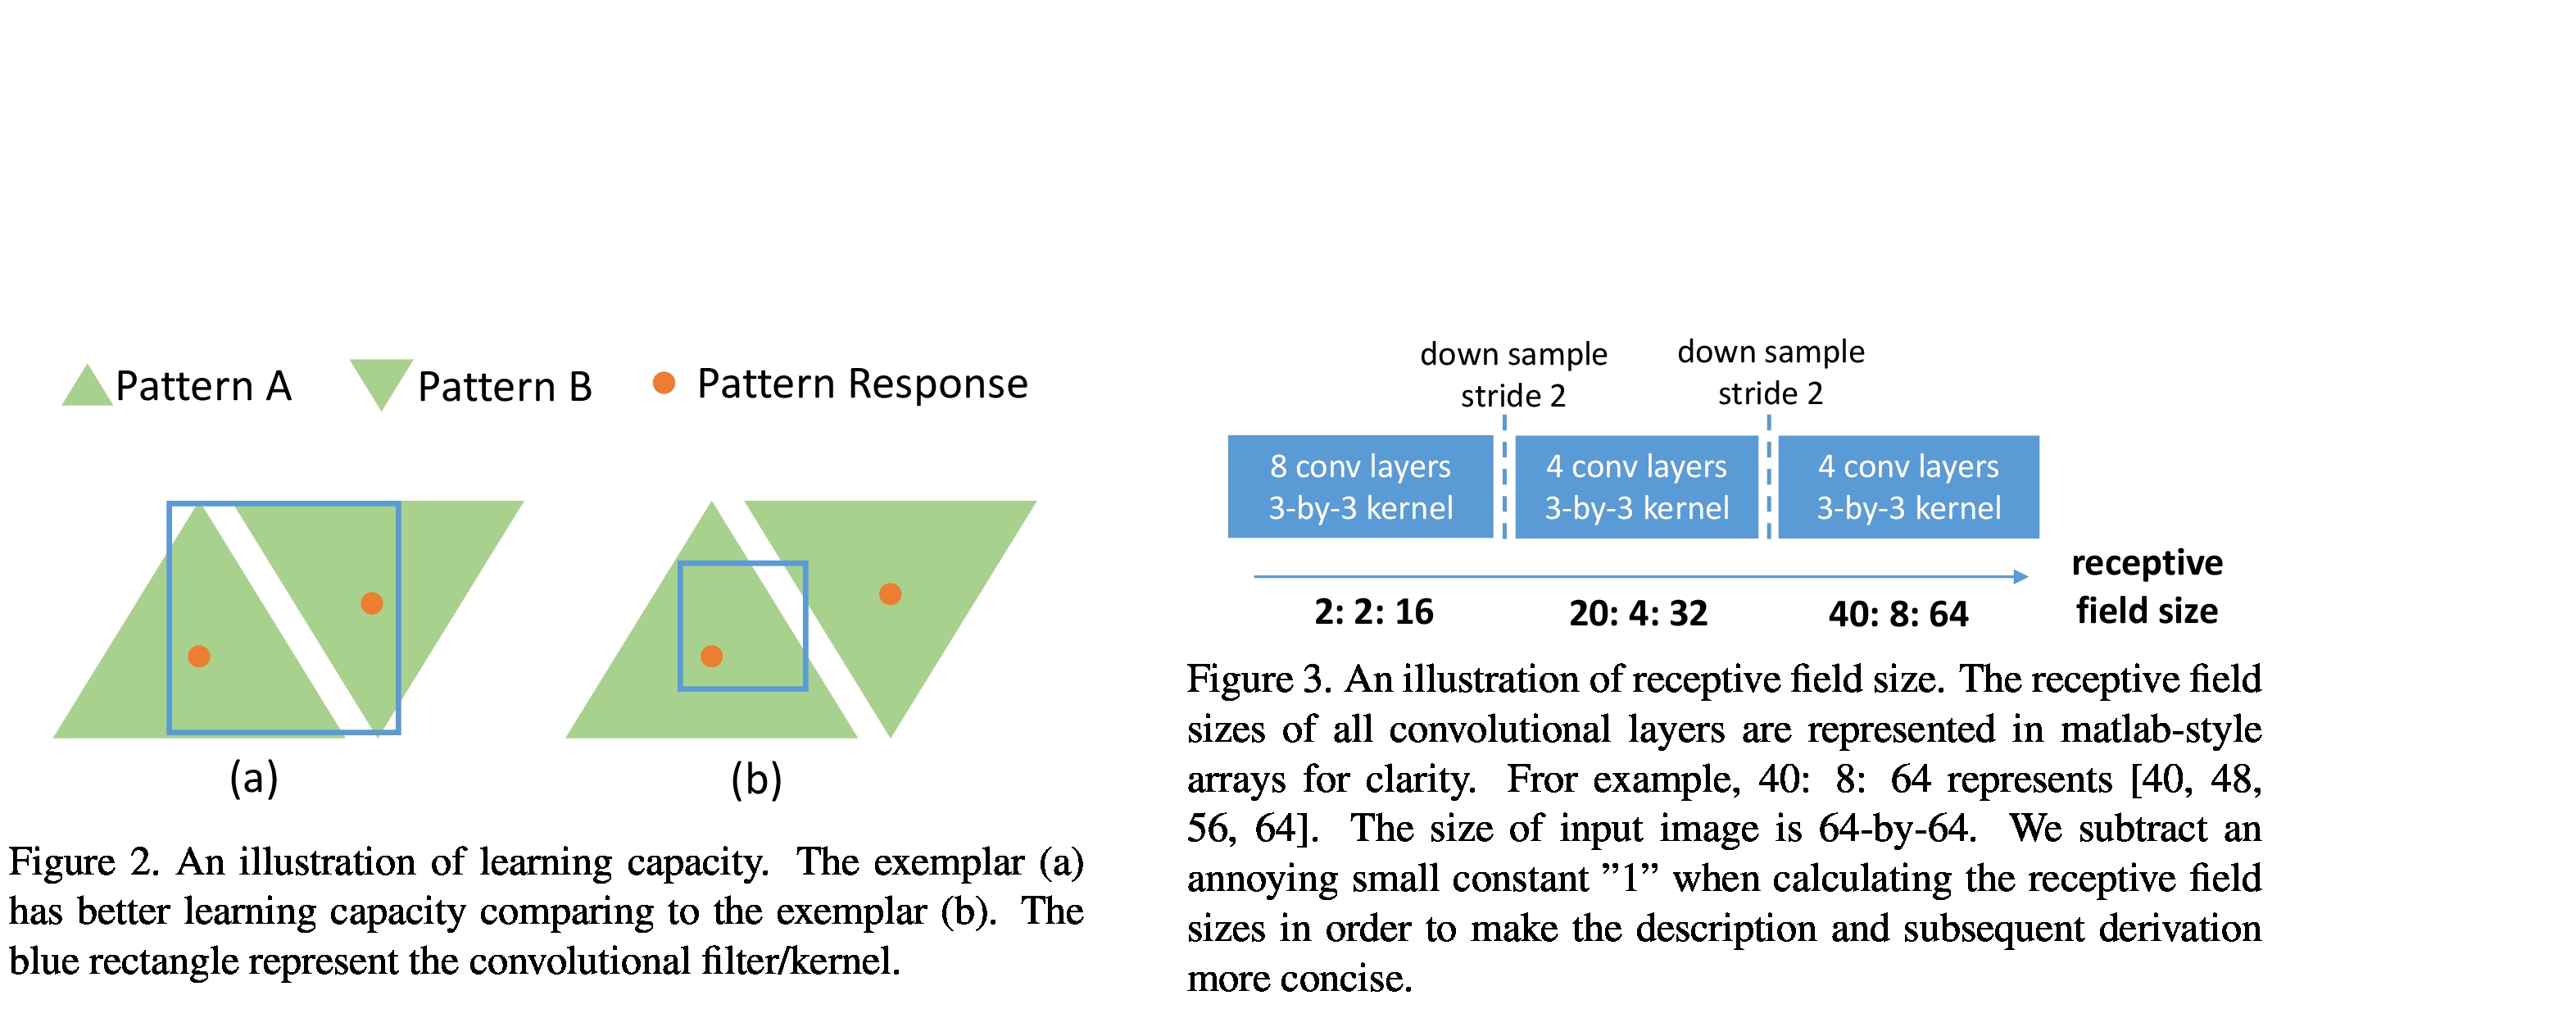 Pattern A Pattern B Pattern Response
(a) (b)
Figure 2. An illustration of learning capacity. The exemplar (a)
has better learning capacity comparing to the exemplar (b). The
blue rectangle represent the convolutional filter/kernel.
down sample
stride 2
down sample
stride 2
8 conv layers
3-by-3 kernel
4 conv layers
3-by-3 kernel
4 conv layers
3-by-3 kernel
2: 2: 16 20: 4: 32 40: 8: 64
receptive
field size
Figure 3. An illustration of receptive field size. The receptive field
sizes of all convolutional layers are represented in matlab-style
arrays for clarity. Fror example, 40: 8: 64 represents [40, 48,
56, 64]. The size of input image is 64-by-64. We subtract an
annoying small constant ”1” when calculating the receptive field
sizes in order to make the description and subsequent derivation
more concise.